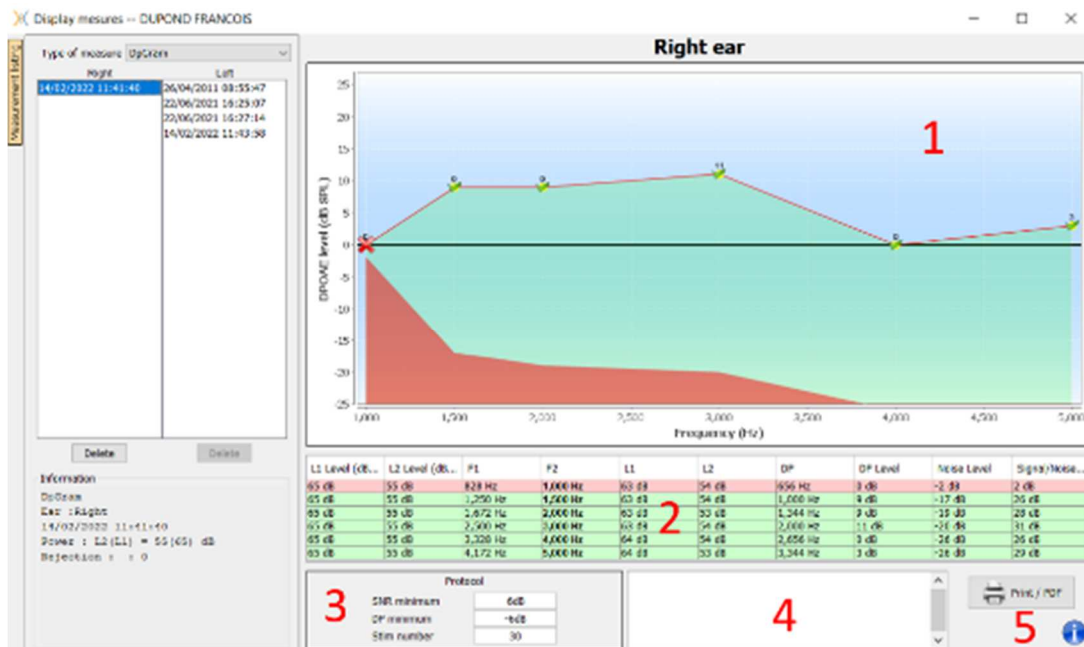 Display mesures -- DUPOND FRANCOIS
Measurement listing
Type of measure DpGram
Right Left
14/02/2022 11:41:40 26/04/2011 08:55:47
22/06/2021 16:25:07
22/06/2021 16:27:14
14/02/2022 11:43:58
Delete Delete
Information
DpGram
Ear :Right
14/02/2022 11:41:40
Power : L2(L1) = 55(65) dB
Rejection : : 0
Right ear
1
DPOAE level (dB SPL)
25
20
15
10
5
0
-5
-10
-15
-20
-25
9 9 11 0 3
1,000 1,500 2,000 2,500 3,000 3,500 4,000 4,500 5,000
Frequency (Hz)
L1 Level (dB... L2 Level (dB... F1 F2 L1 L2 DP DP Level Noise Level Signal/Noise...
65 dB 55 dB 828 Hz 1,000 Hz 63 dB 54 dB 656 Hz 0 dB -2 dB 2 dB
65 dB 55 dB 1,250 Hz 1,500 Hz 63 dB 54 dB 1,000 Hz 9 dB -17 dB 26 dB
65 dB 55 dB 1,672 Hz 2,000 Hz 63 dB 53 dB 1,344 Hz 9 dB -19 dB 28 dB
65 dB 55 dB 2,500 Hz 3,000 Hz 63 dB 54 dB 2,000 Hz 11 dB -20 dB 31 dB
65 dB 55 dB 3,328 Hz 4,000 Hz 64 dB 54 dB 2,656 Hz 0 dB -26 dB 26 dB
65 dB 55 dB 4,172 Hz 5,000 Hz 64 dB 53 dB 3,344 Hz 3 dB -26 dB 29 dB
2
3
Protocol
SNR minimum 6dB
DP minimum -6dB
Stim number 30
4
Print / PDF
5